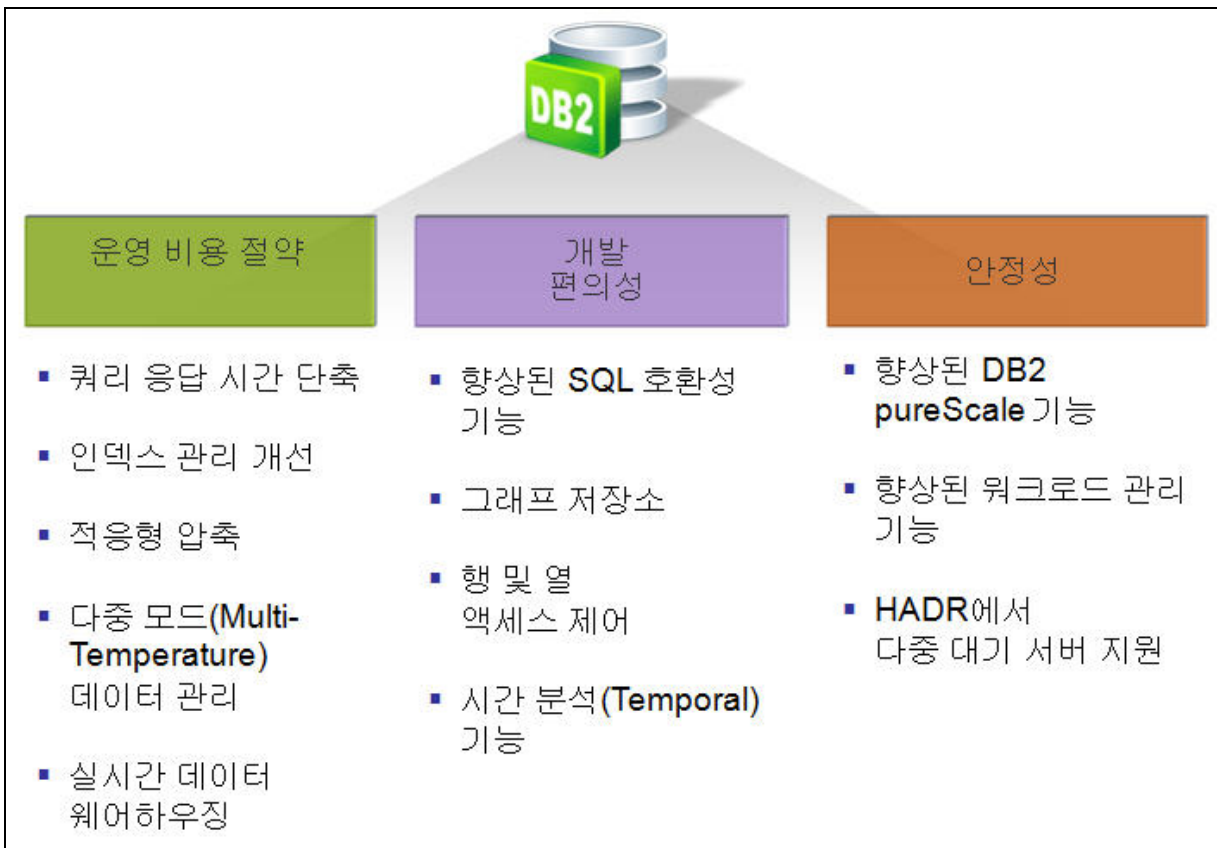 DB2
운영 비용 절약
쿼리 응답 시간 단축
인덱스 관리 개선
적응형 압축
다중 모드(Multi-
Temperature)
데이터 관리
실시간 데이터
웨어하우징
개발
편의성
향상된 SQL 호환성
기능
그래프 저장소
행 및 열
액세스 제어
시간 분석(Temporal)
기능
안정성
향상된 DB2
pureScale 기능
향상된 워크로드 관리
기능
HADR에서
다중 대기 서버 지원